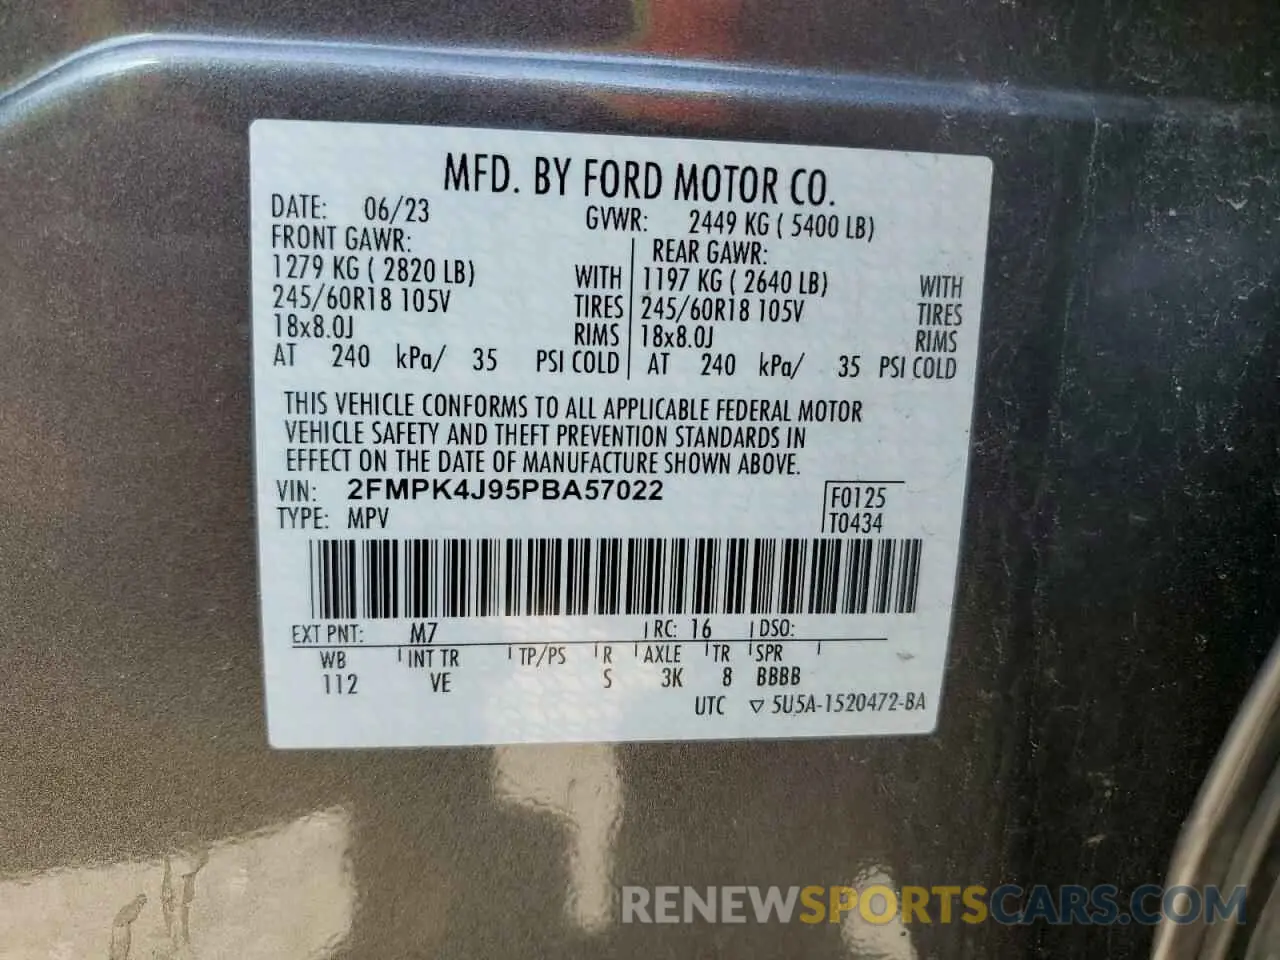 MFD. BY FORD MOTOR CO.
DATE: 06/23 GVWR: 2449 KG ( 5400 LB)
FRONT GAWR: REAR GAWR:
1279 KG ( 2820 LB) WITH 1197 KG ( 2640 LB) WITH
245/60R18 105V TIRES 245/60R18 105V TIRES
18x8.0J RIMS 18x8.0J RIMS
AT 240 kPa/ 35 PSI COLD AT 240 kPa/ 35 PSI COLD
THIS VEHICLE CONFORMS TO ALL APPLICABLE FEDERAL MOTOR
VEHICLE SAFETY AND THEFT PREVENTION STANDARDS IN
EFFECT ON THE DATE OF MANUFACTURE SHOWN ABOVE.
VIN: 2FMPK4J95PBA57022 F0125
TYPE: MPV T0434
EXT PNT: M7 RC: 16 DSO:
WB INT TR TP/PS R AXLE TR SPR
112 VE S 3K 8 BBBB
UTC ▽ 5U5A-1520472-BA
RENEWSPORTSCARS.COM